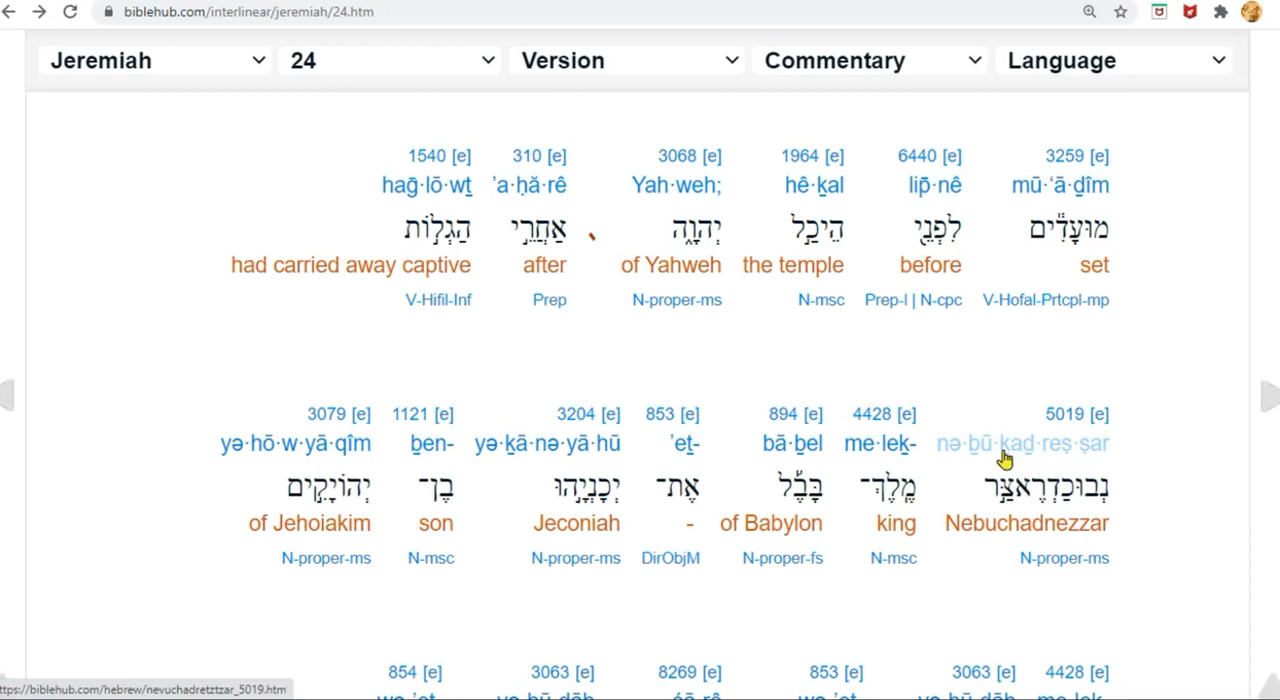 biblehub.com/interlinear/jeremiah/24.htm
Jeremiah 24 Version Commentary Language
1540 [e] 310 [e] 3068 [e] 1964 [e] 6440 [e] 3259 [e]
haḡ·lō·wṯ ’a·ḥă·rê Yah·weh; hê·ḵal lip̄·nê mū·‘ā·ḏîm
מוּעָדִ֕ים לִפְנֵ֖י הֵיכַ֣ל יְהוָ֑ה אַחֲרֵ֣י הַגְל֣וֹת
had carried away captive after of Yahweh the temple before set
V-Hifil-Inf Prep N-proper-ms N-msc Prep-l | N-cpc V-Hofal-Prtcpl-mp
3079 [e] 1121 [e] 3204 [e] 853 [e] 894 [e] 4428 [e] 5019 [e]
yə·hō·w·yā·qîm ḇen- yə·ḵā·nə·yā·hū ’eṯ- bā·ḇel me·leḵ- nə·ḇū·ḵaḏ·reṣ·ṣar
נְבוּכַדְרֶאצַּ֣ר מֶֽלֶךְ־ בָּבֶ֡ל אֶת־ יְכָנְיָ֣הוּ בֶן־ יְהוֹיָקִ֣ים
of Jehoiakim son Jeconiah - of Babylon king Nebuchadnezzar
N-proper-ms N-msc N-proper-ms DirObjM N-proper-fs N-msc N-proper-ms
854 [e] 3063 [e] 8269 [e] 853 [e] 3063 [e] 4428 [e]
ttps://biblehub.com/hebrew/nevuchadretztzar_5019.htm